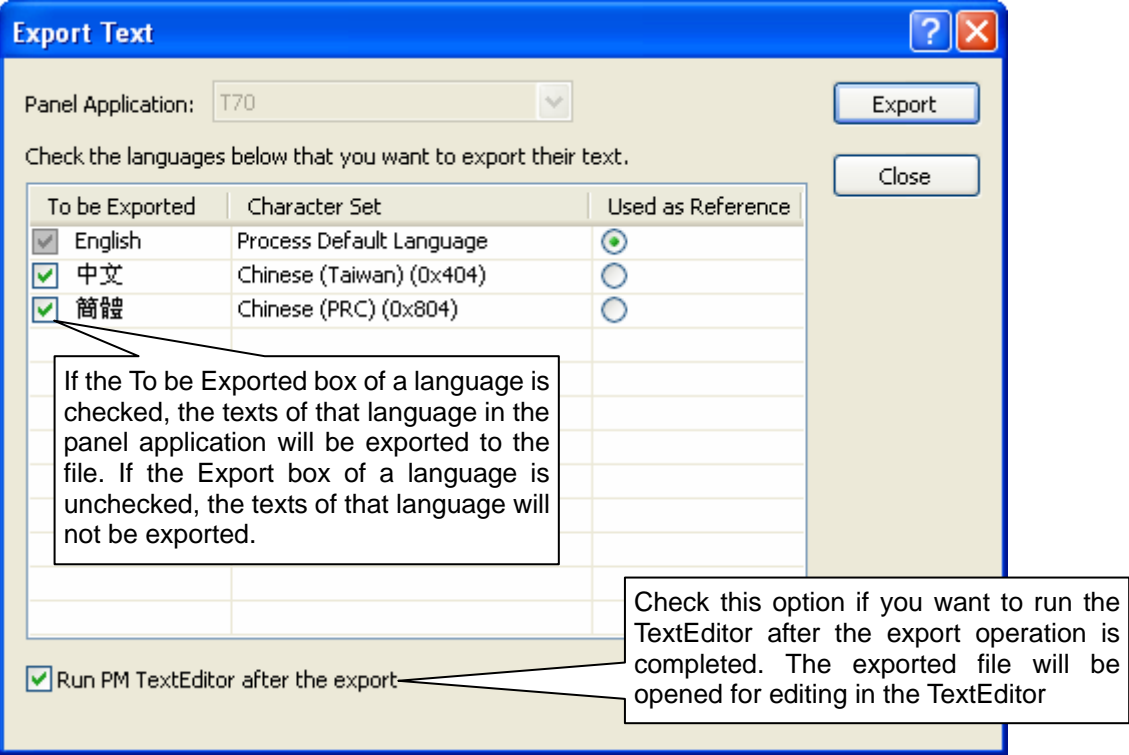 Export Text
Panel Application: T70
Export
Check the languages below that you want to export their text.
Close
To be Exported Character Set Used as Reference
English Process Default Language
中文 Chinese (Taiwan) (0x404)
簡體 Chinese (PRC) (0x804)
If the To be Exported box of a language is
checked, the texts of that language in the
panel application will be exported to the
file. If the Export box of a language is
unchecked, the texts of that language will
not be exported.
Check this option if you want to run the
TextEditor after the export operation is
completed. The exported file will be
opened for editing in the TextEditor
Run PM TextEditor after the export